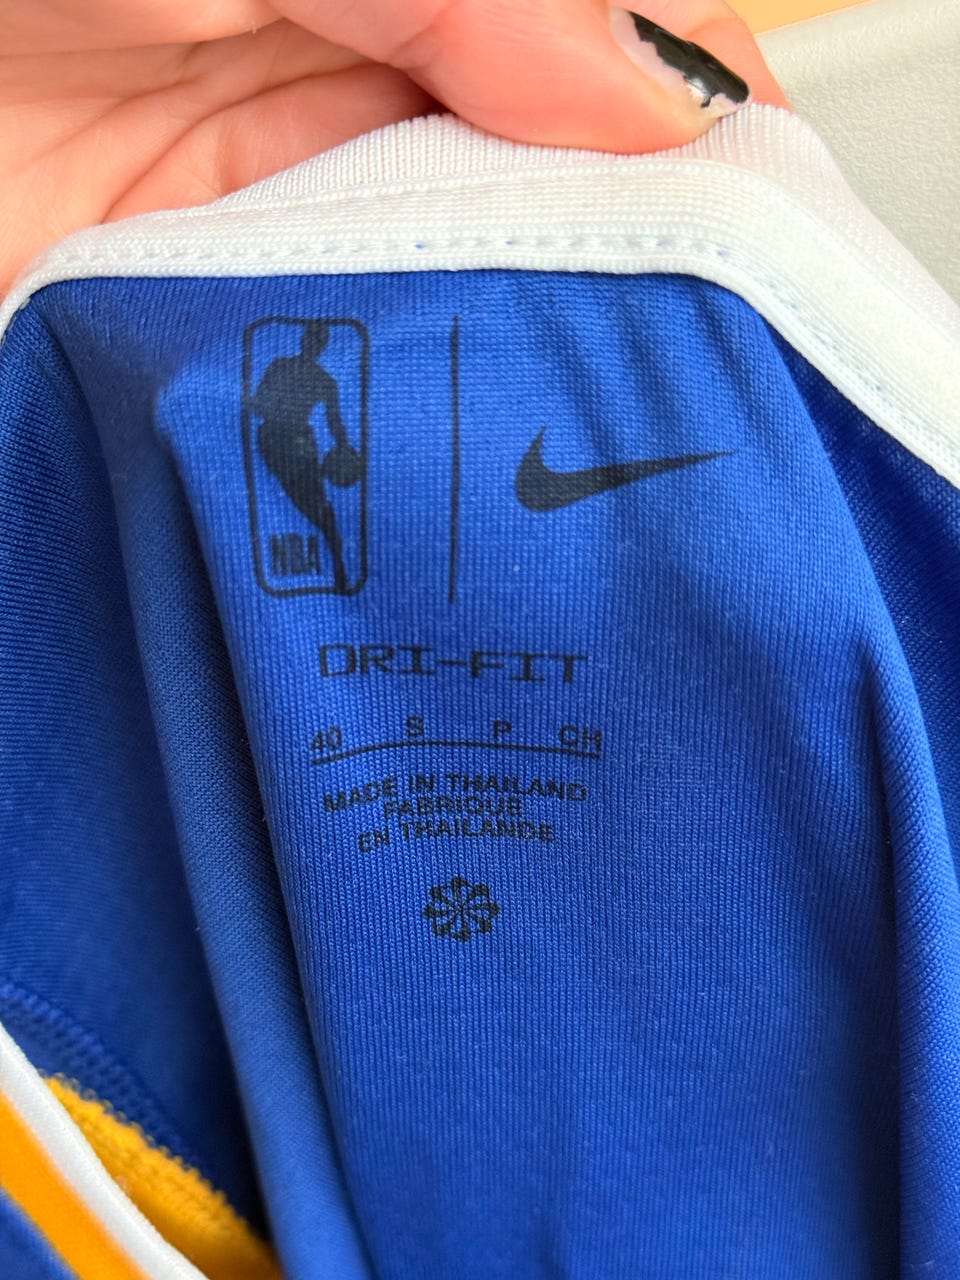 NBA
DRI-FIT
40 S P CH
MADE IN THAILAND
FABRIQUE
EN THAILANDE